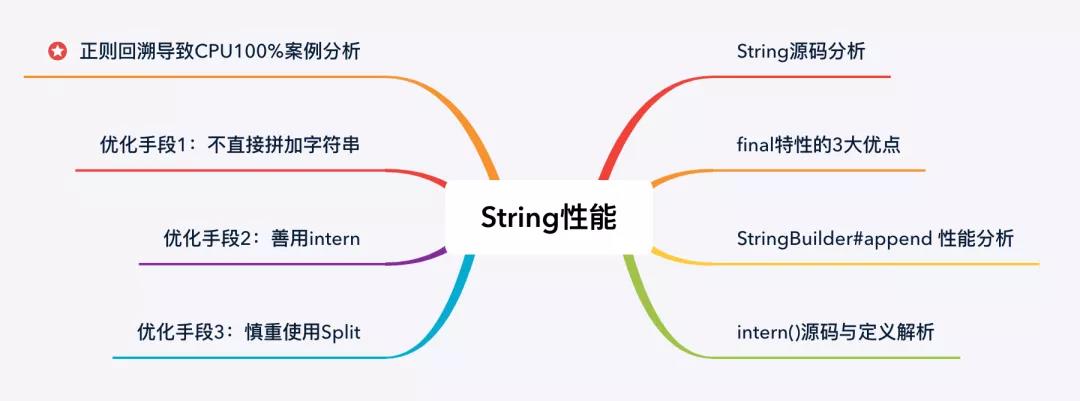 正则回溯导致CPU100%案例分析
优化手段1：不直接拼加字符串
优化手段2：善用intern
优化手段3：慎重使用Split
String性能
String源码分析
final特性的3大优点
StringBuilder#append 性能分析
intern()源码与定义解析